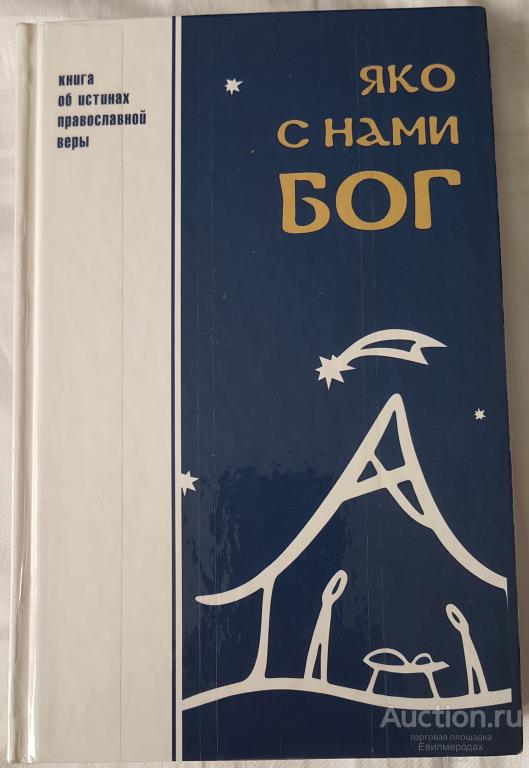 книга
об истинах
православной
веры
ЯКО
С НАМИ
БОГ
Auction.ru
торговая площадка
Евилмеродах